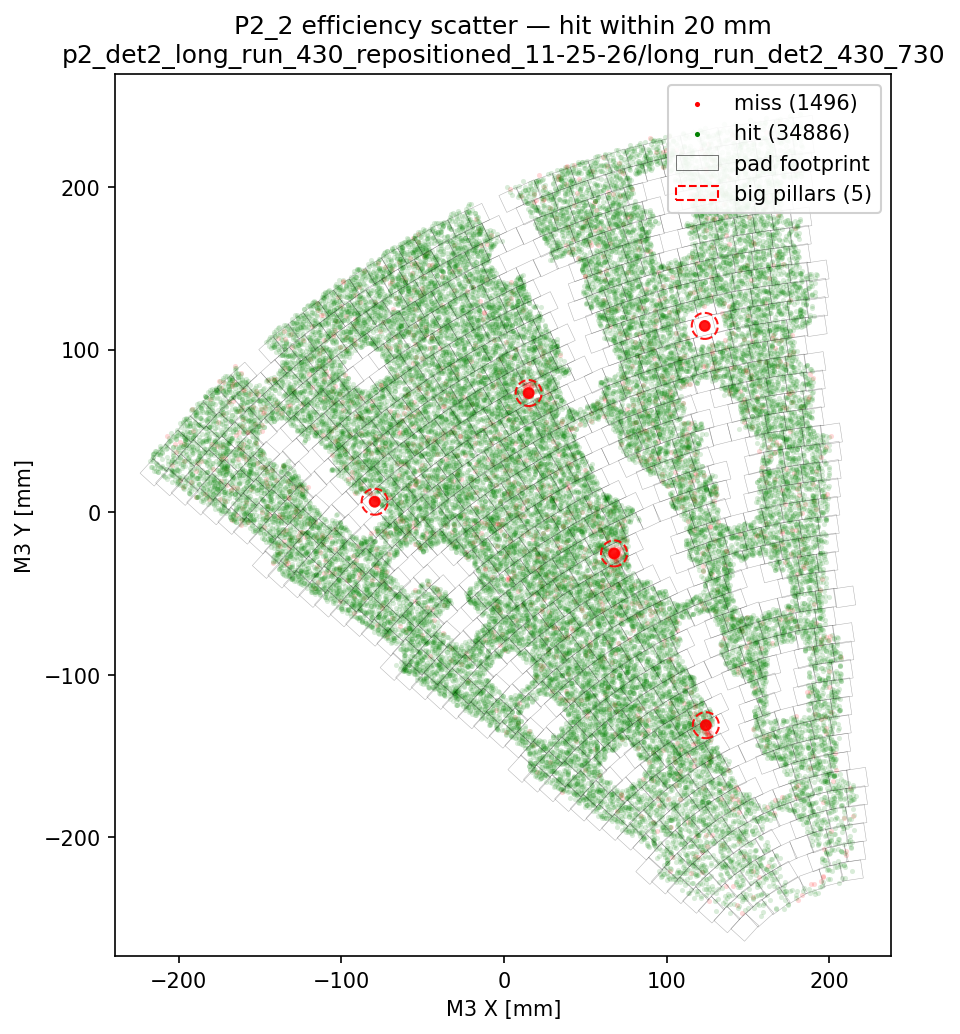 P2_2 efficiency scatter — hit within 20 mm
p2_det2_long_run_430_repositioned_11-25-26/long_run_det2_430_730
miss (1496)
hit (34886)
pad footprint
big pillars (5)
200
100
0
−100
−200
M3 Y [mm]
−200
−100
0
100
200
M3 X [mm]